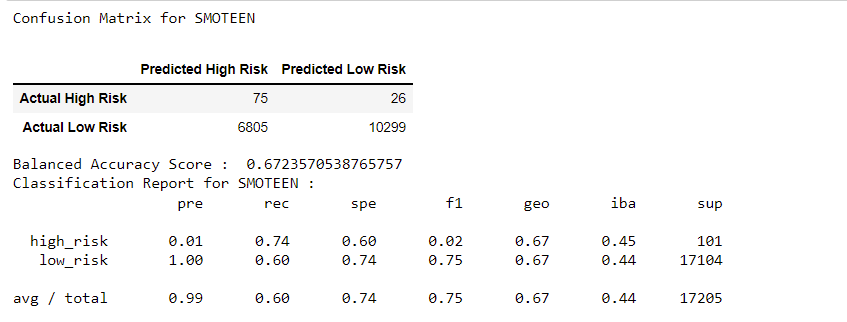 Confusion Matrix for SMOTEEN
Predicted High Risk Predicted Low Risk
Actual High Risk 75 26
Actual Low Risk 6805 10299
Balanced Accuracy Score : 0.6723570538765757
Classification Report for SMOTEEN :
pre rec spe f1 geo iba sup
high_risk 0.01 0.74 0.60 0.02 0.67 0.45 101
low_risk 1.00 0.60 0.74 0.75 0.67 0.44 17104
avg / total 0.99 0.60 0.74 0.75 0.67 0.44 17205